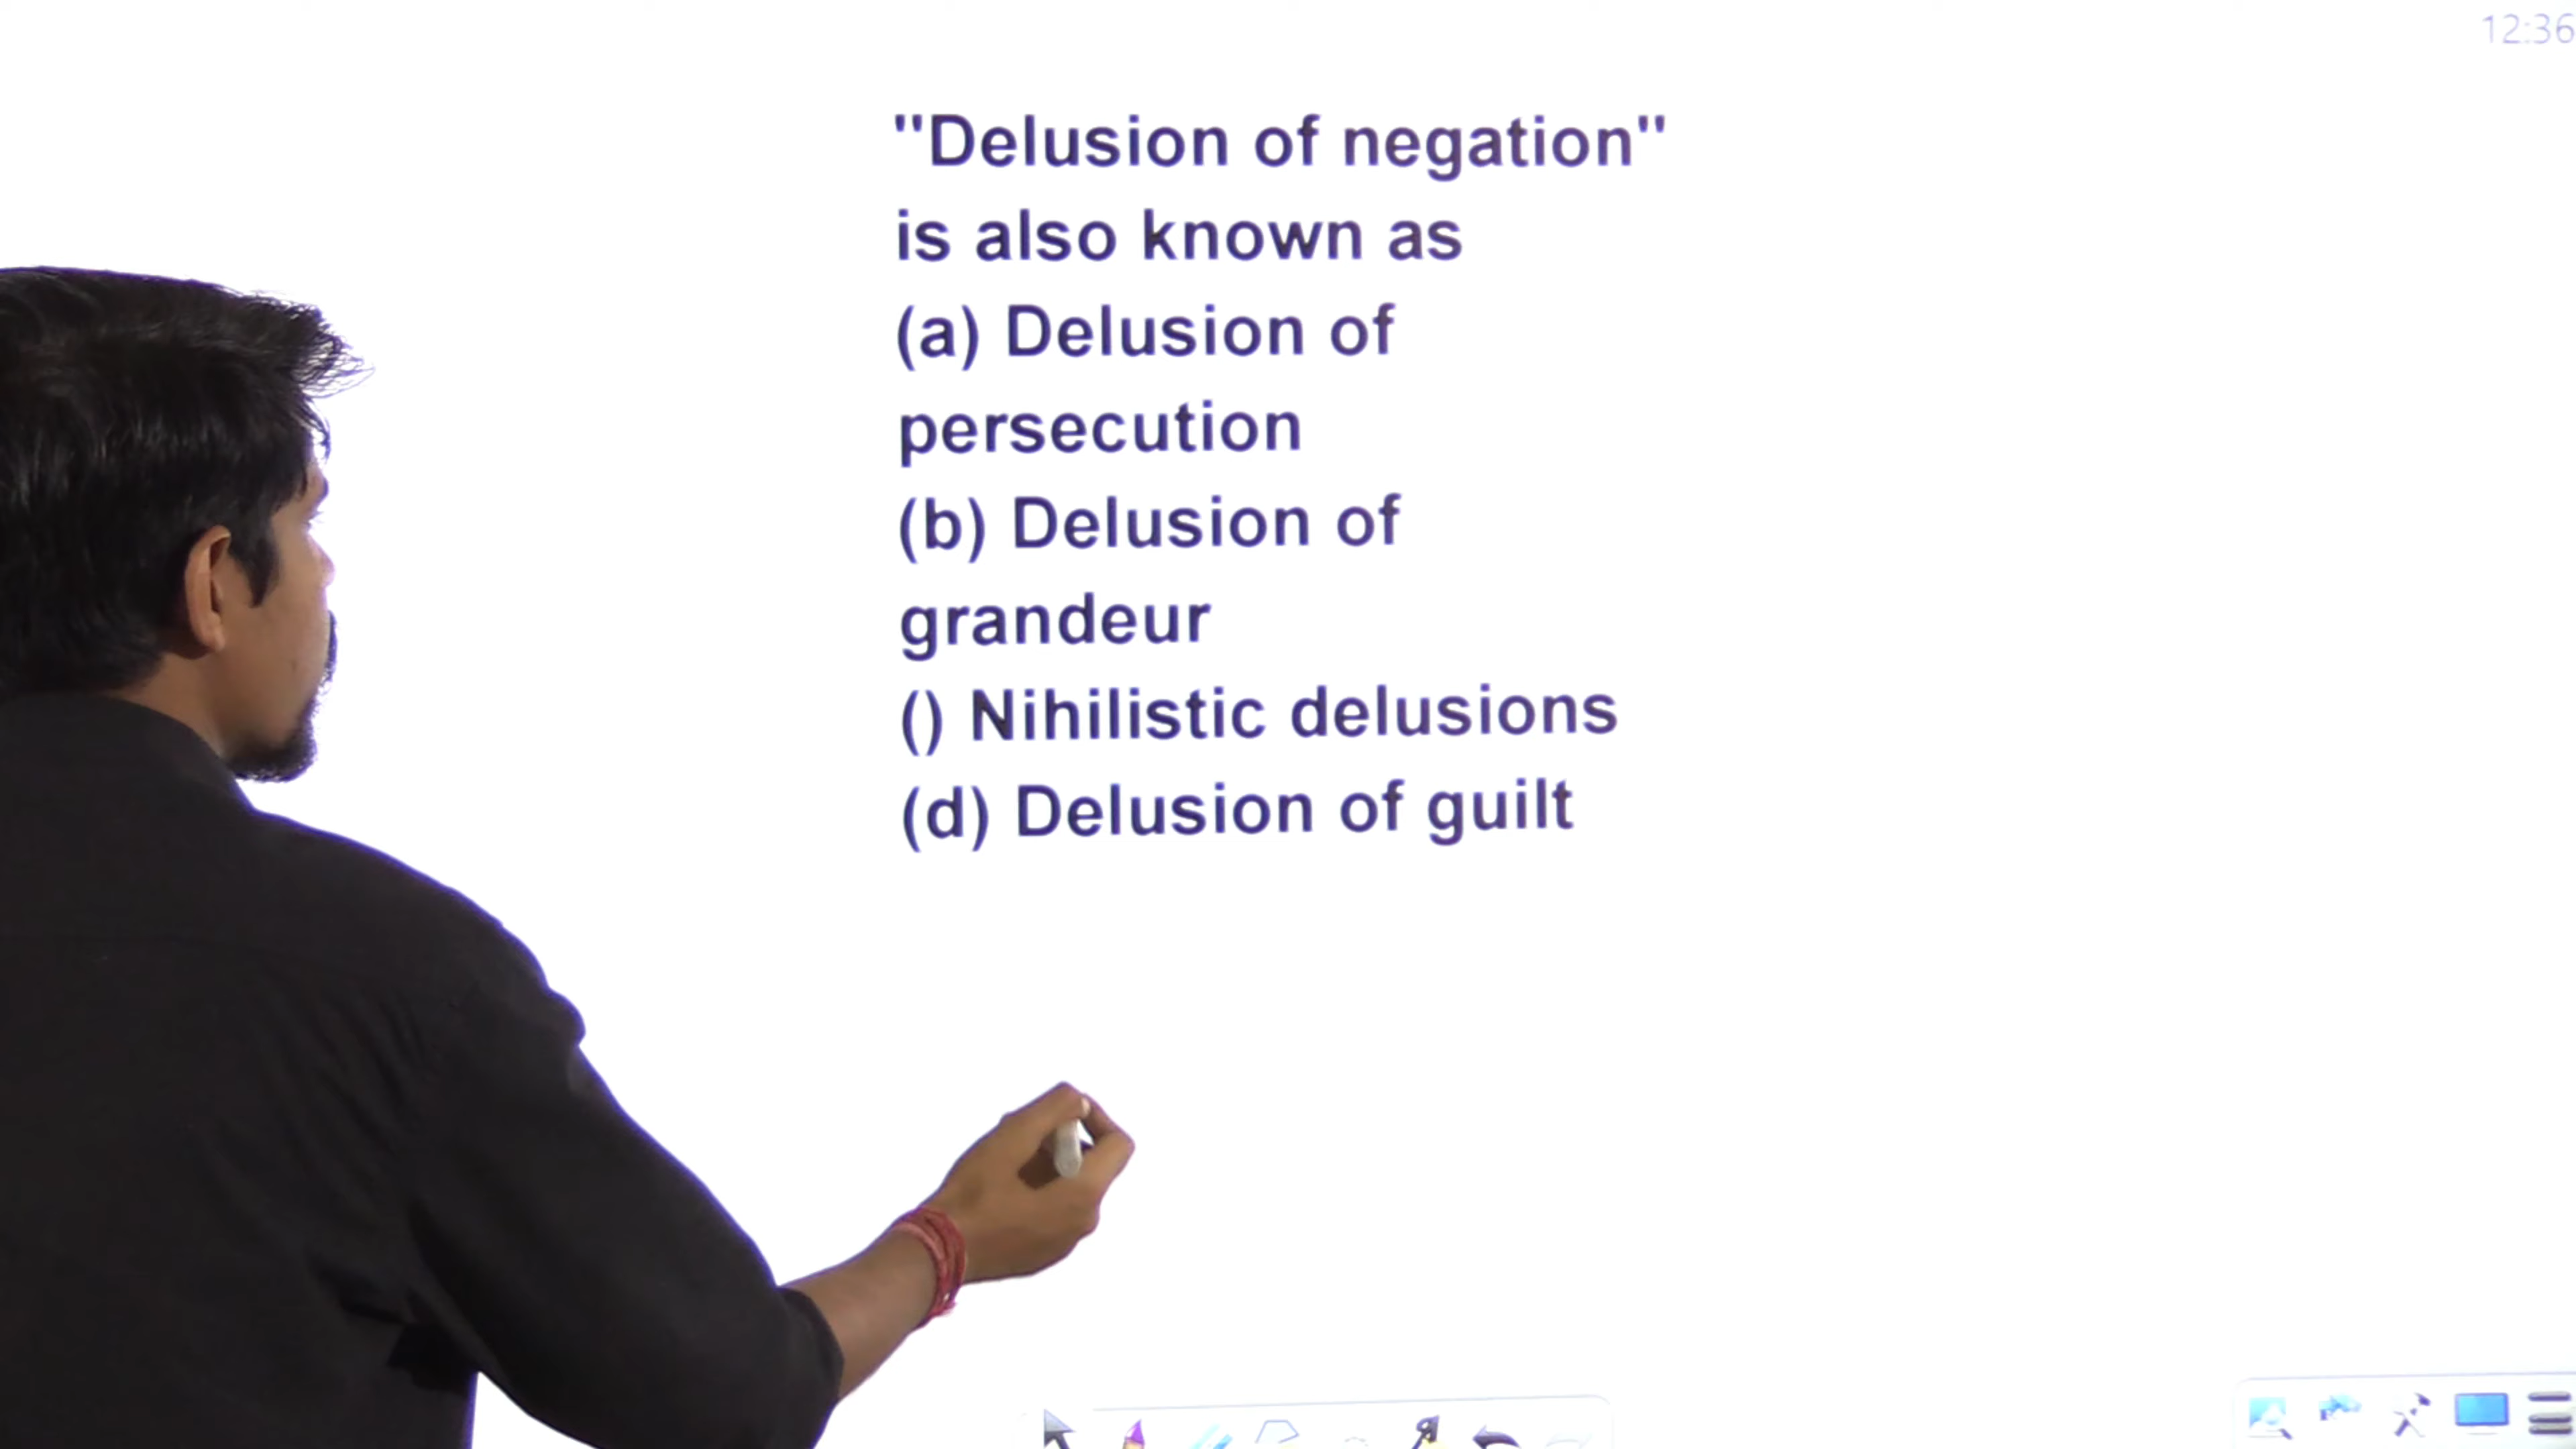 12:36
"Delusion of negation"
is also known as
(a) Delusion of
persecution
(b) Delusion of
grandeur
() Nihilistic delusions
(d) Delusion of guilt